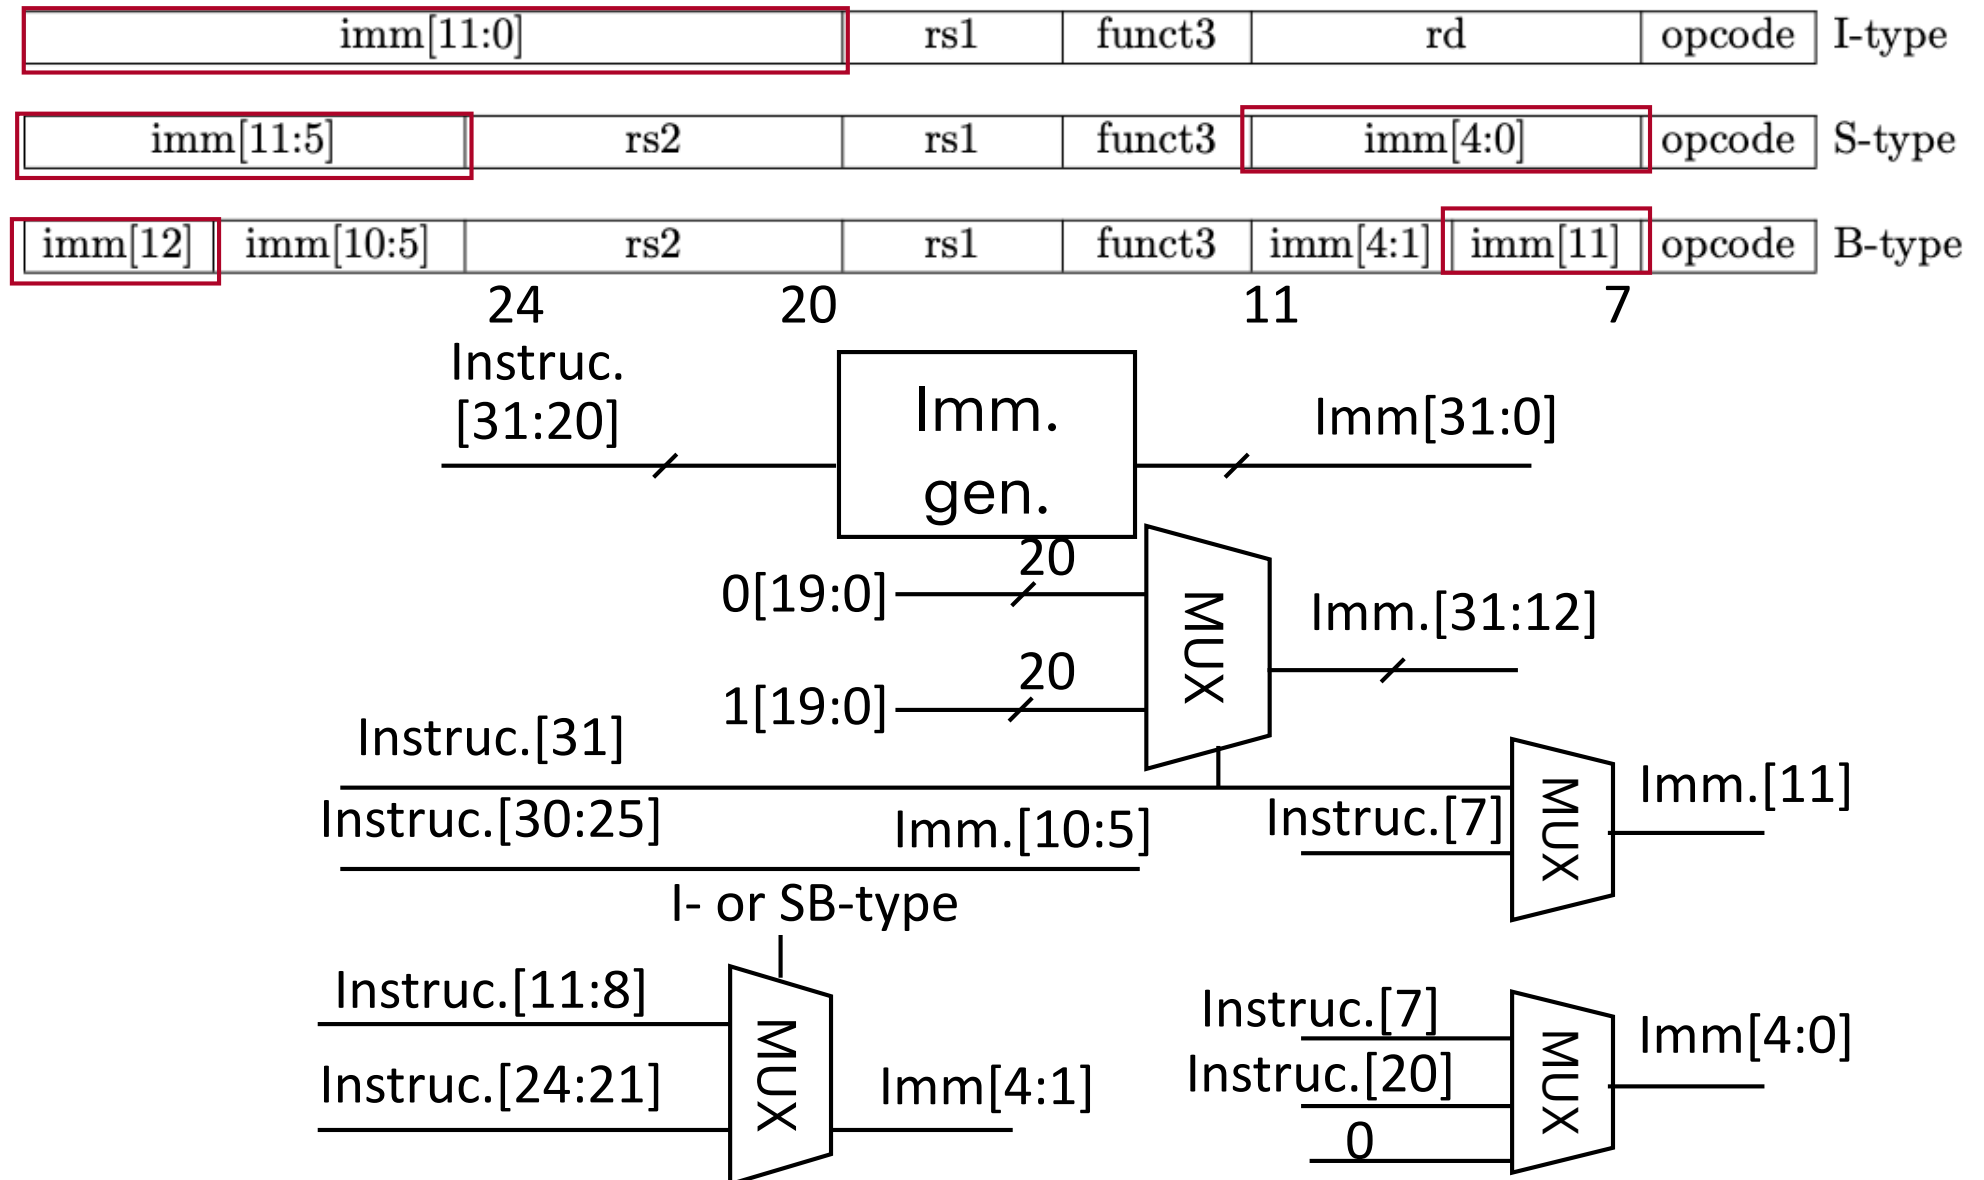 imm[11:0] rs1 funct3 rd opcode I-type
imm[11:5] rs2 rs1 funct3 imm[4:0] opcode S-type
imm[12] imm[10:5] rs2 rs1 funct3 imm[4:1] imm[11] opcode B-type
24 20 11 7
Instruc.
[31:20]
Imm.
gen.
Imm[31:0]
20
0[19:0]
20
1[19:0]
MUX
Imm.[31:12]
Instruc.[31]
Instruc.[7]
MUX
Imm.[11]
Instruc.[30:25] Imm.[10:5]
I- or SB-type
Instruc.[11:8]
Instruc.[24:21]
MUX
Imm[4:1]
Instruc.[7]
Instruc.[20]
0
MUX
Imm[4:0]